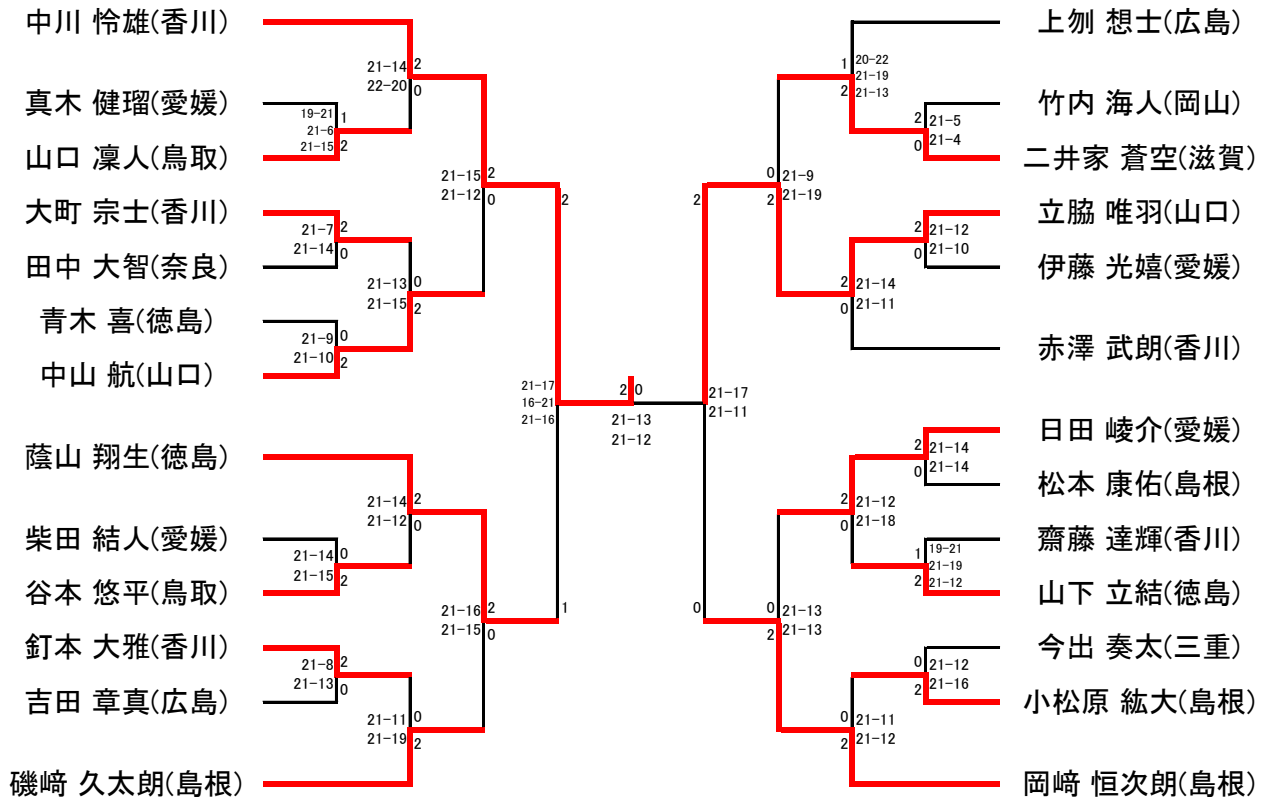 中川 怜雄(香川)
21-14 2
22-20 0
真木 健瑠(愛媛)
19-21 1
21-6
21-15 2
山口 凜人(鳥取)
21-15 2
21-12 0
大町 宗士(香川)
21-7 2
21-14 0
田中 大智(奈良)
21-13 0
21-15 2
青木 喜(徳島)
21-9 0
21-10 2
中山 航(山口)
2
21-17
16-21
21-16
1
蔭山 翔生(徳島)
21-14 2
21-12 0
柴田 結人(愛媛)
21-14 0
21-15 2
谷本 悠平(鳥取)
21-16 2
21-15 0
釘本 大雅(香川)
21-8 2
21-13 0
吉田 章真(広島)
21-11 0
21-19 2
磯﨑 久太朗(島根)
2 0
21-13
21-12
上刎 想士(広島)
1 20-22
21-19
2 21-13
竹内 海人(岡山)
2 21-5
0 21-4
二井家 蒼空(滋賀)
0 21-9
2 21-19
立脇 唯羽(山口)
2 21-12
0 21-10
伊藤 光嬉(愛媛)
2 21-14
0 21-11
赤澤 武朗(香川)
2
21-17
21-11
0
日田 崚介(愛媛)
2 21-14
0 21-14
松本 康佑(島根)
2 21-12
0 21-18
齋藤 達輝(香川)
1 19-21
21-19
2 21-12
山下 立結(徳島)
0 21-13
2 21-13
今出 奏太(三重)
0 21-12
2 21-16
小松原 紘大(島根)
0 21-11
2 21-12
岡﨑 恒次朗(島根)